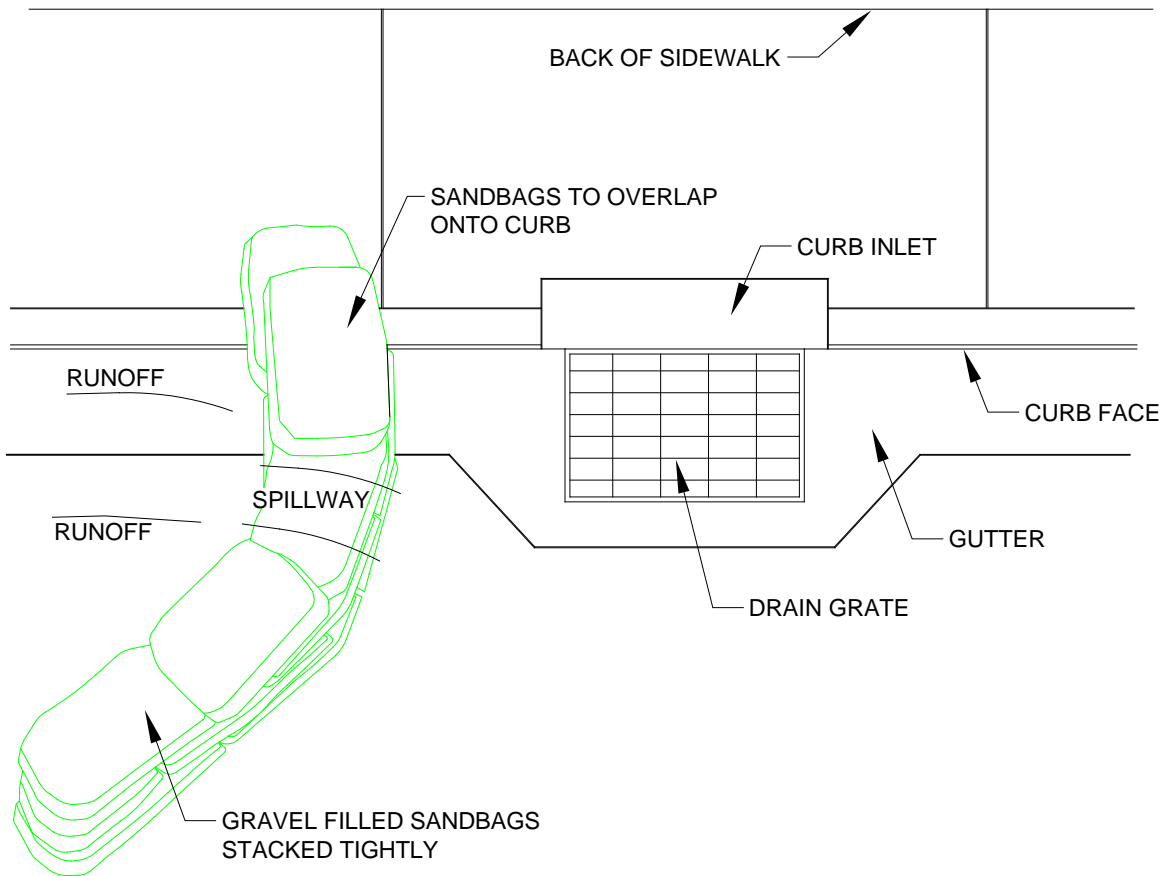 BACK OF SIDEWALK
SANDBAGS TO OVERLAP
ONTO CURB
CURB INLET
RUNOFF
CURB FACE
SPILLWAY
RUNOFF
GUTTER
DRAIN GRATE
GRAVEL FILLED SANDBAGS
STACKED TIGHTLY